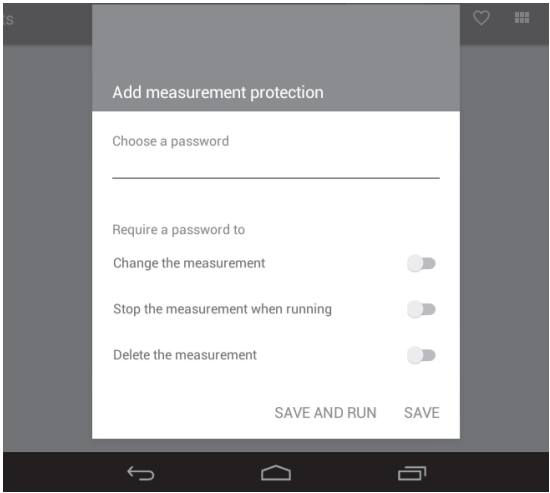 ts
Add measurement protection
Choose a password
Require a password to
Change the measurement
Stop the measurement when running
Delete the measurement
SAVE AND RUN SAVE